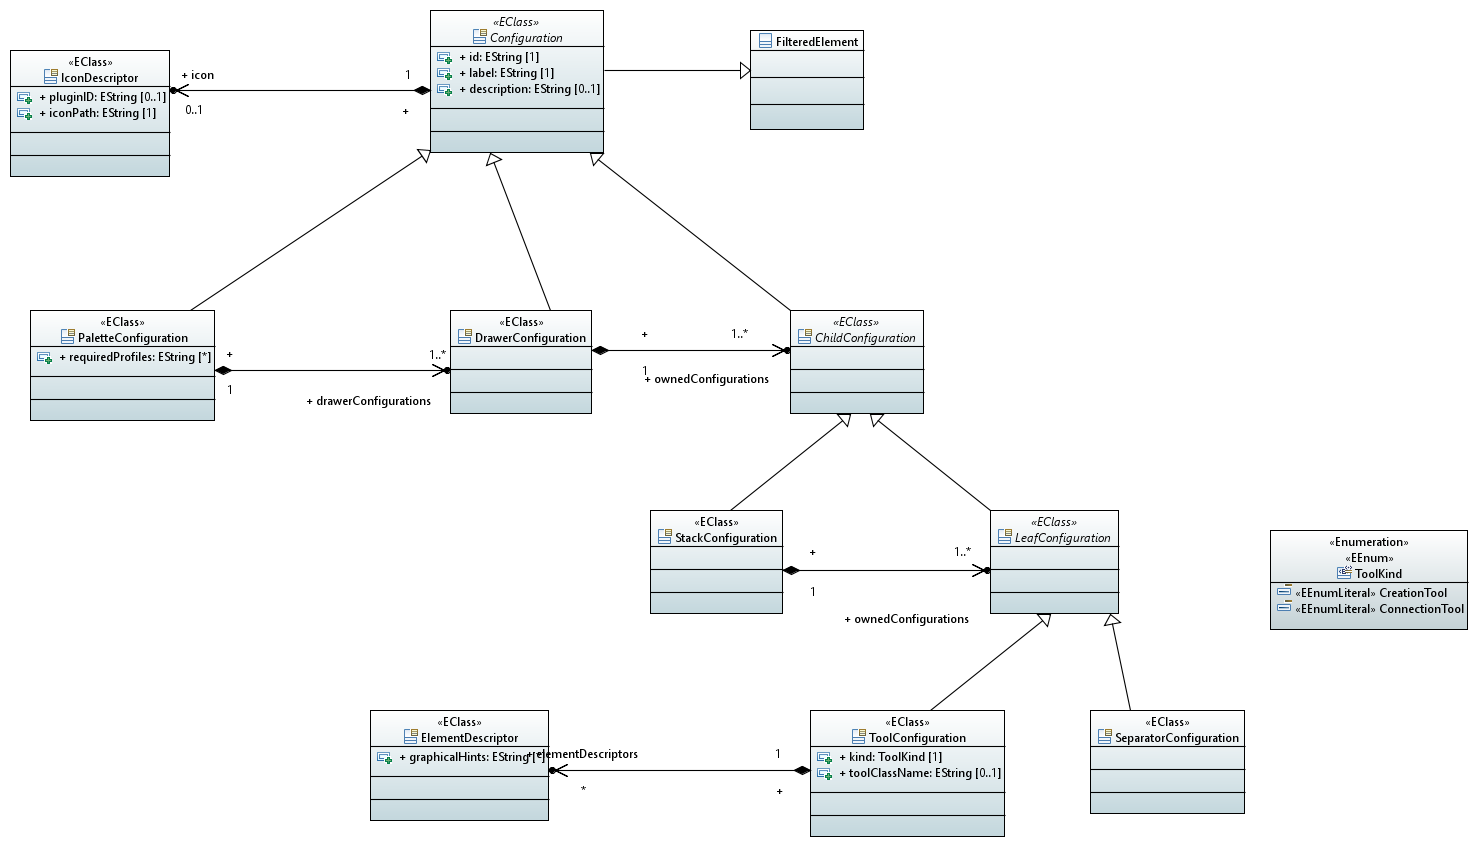 «EClass»
Configuration
+ id: EString [1]
+ label: EString [1]
+ description: EString [0..1]
FilteredElement
«EClass»
IconDescriptor
+ pluginID: EString [0..1]
+ iconPath: EString [1]
+ icon
1
0..1
+
«EClass»
PaletteConfiguration
+ requiredProfiles: EString [*]
+
1
1..*
+ drawerConfigurations
«EClass»
DrawerConfiguration
+
1
1..*
+ ownedConfigurations
«EClass»
ChildConfiguration
«EClass»
StackConfiguration
+
1
1..*
+ ownedConfigurations
«EClass»
LeafConfiguration
«Enumeration»
«EEnum»
ToolKind
«EEnumLiteral» CreationTool
«EEnumLiteral» ConnectionTool
«EClass»
ElementDescriptor
+ graphicalHints: EString [*]
+ elementDescriptors
1
*
+
«EClass»
ToolConfiguration
+ kind: ToolKind [1]
+ toolClassName: EString [0..1]
«EClass»
SeparatorConfiguration